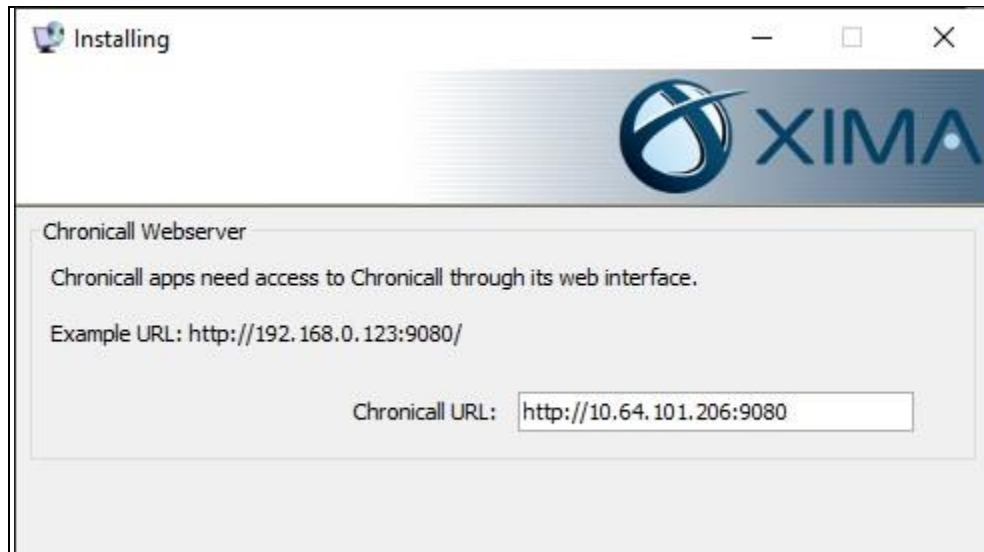 Installing
XIMA
Chronicall Webserver
Chronicall apps need access to Chronicall through its web interface.
Example URL: http://192.168.0.123:9080/
Chronicall URL: http://10.64.101.206:9080